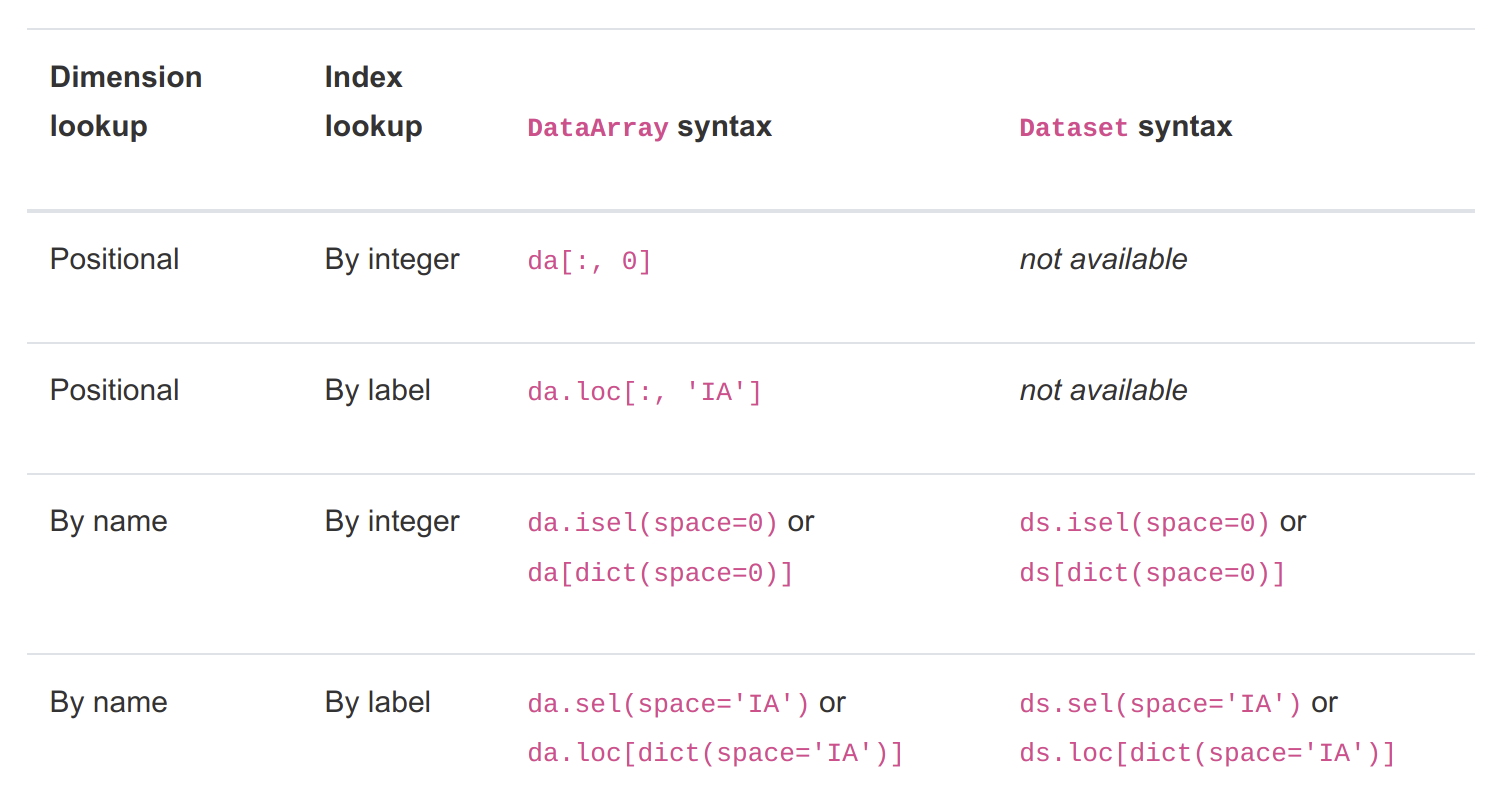 Dimension lookup Index lookup DataArray syntax Dataset syntax
Positional By integer da[:, 0] not available
Positional By label da.loc[:, 'IA'] not available
By name By integer da.isel(space=0) or ds.isel(space=0) or
da[dict(space=0)] ds[dict(space=0)]
By name By label da.sel(space='IA') or ds.sel(space='IA') or
da.loc[dict(space='IA')] ds.loc[dict(space='IA')]